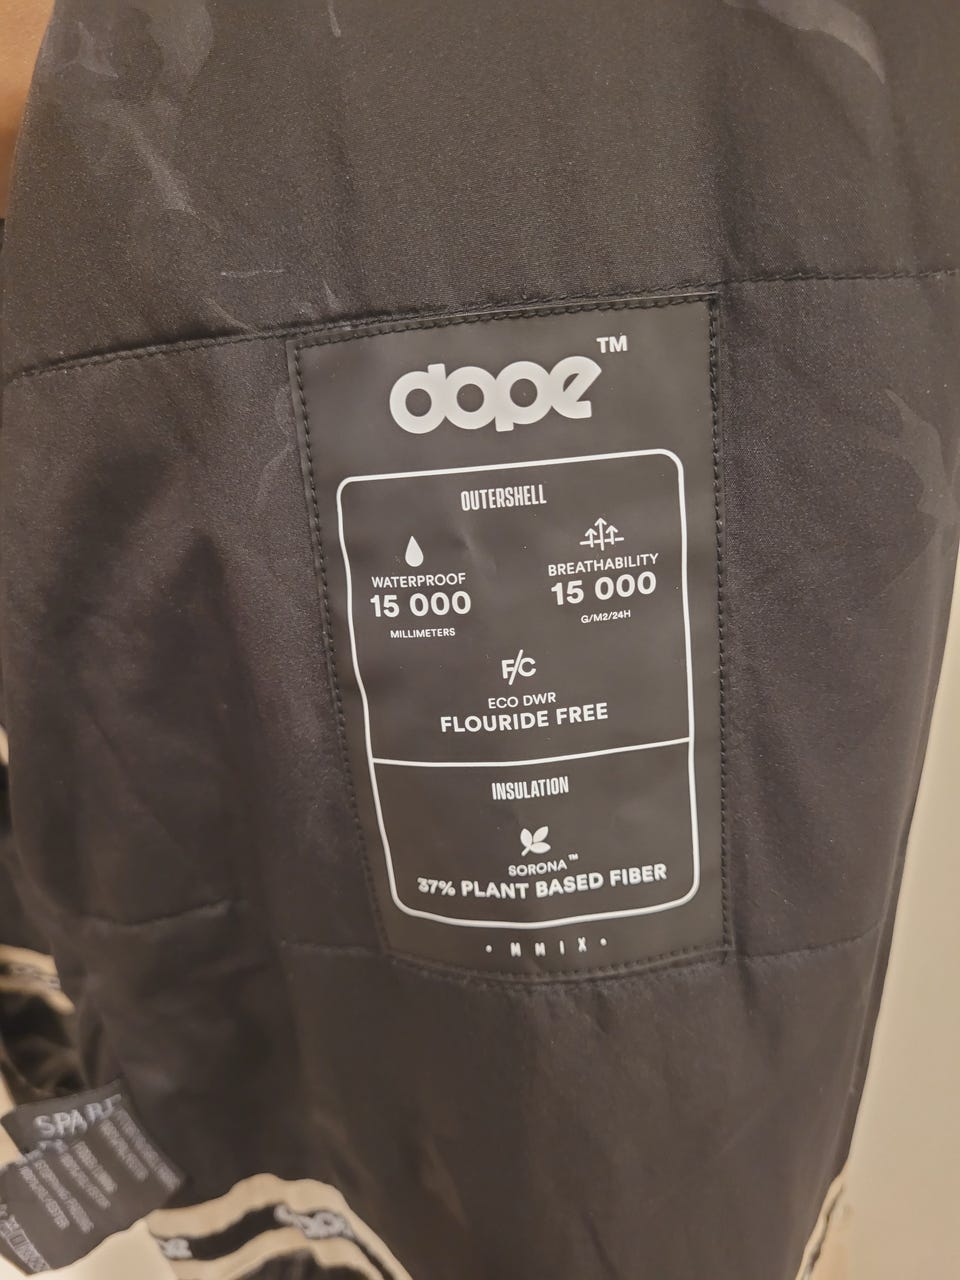 dope™
OUTERSHELL
WATERPROOF
15 000
MILLIMETERS
BREATHABILITY
15 000
G/M2/24H
F/C
ECO DWR
FLOURIDE FREE
INSULATION
SORONA™
37% PLANT BASED FIBER
• M M I X •